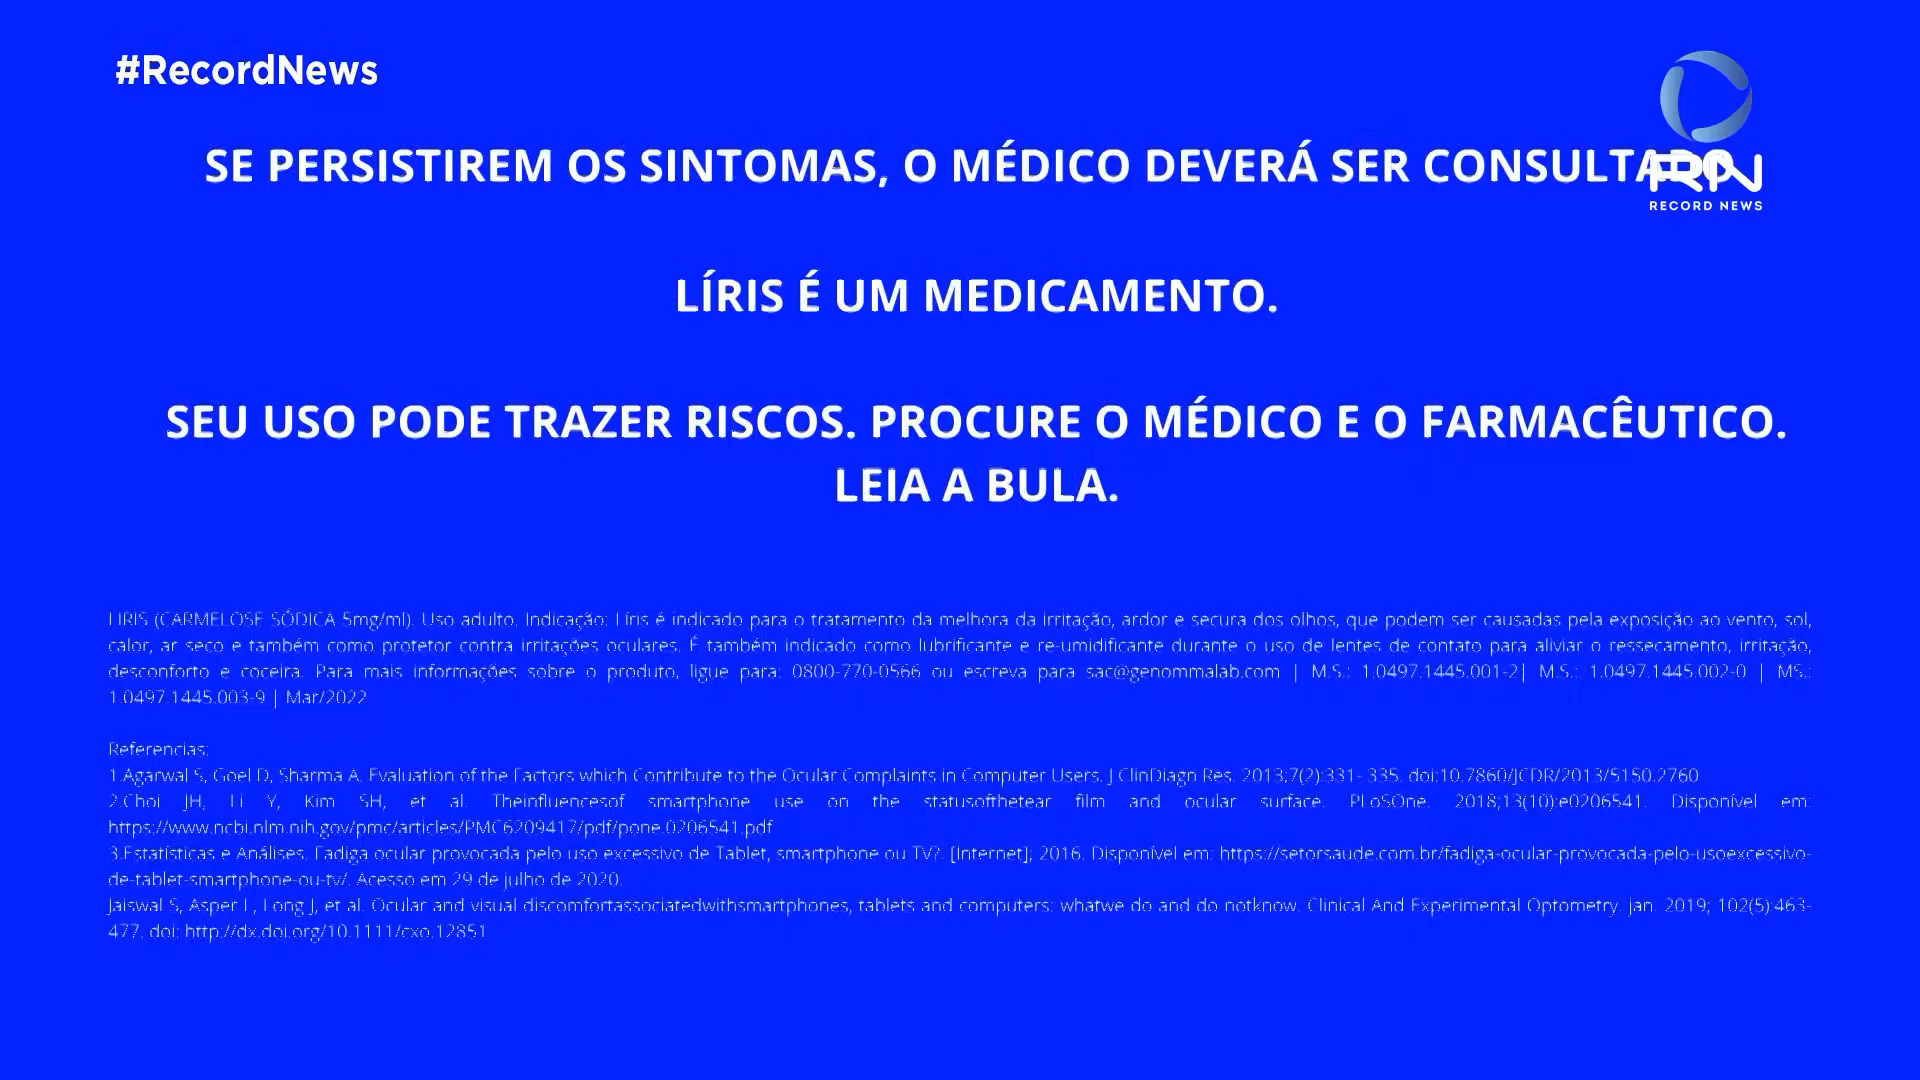 #RecordNews
SE PERSISTIREM OS SINTOMAS, O MÉDICO DEVERÁ SER CONSULTADO
RN
RECORD NEWS
LÍRIS É UM MEDICAMENTO.
SEU USO PODE TRAZER RISCOS. PROCURE O MÉDICO E O FARMACÊUTICO.
LEIA A BULA.
LÍRIS (CARMELOSE SÓDICA 5mg/ml). Uso adulto. Indicação: Líris é indicado para o tratamento da melhora da irritação, ardor e secura dos olhos, que podem ser causadas pela exposição ao vento, sol,
calor, ar seco e também como protetor contra irritações oculares. É também indicado como lubrificante e re-umidificante durante o uso de lentes de contato para aliviar o ressecamento, irritação,
desconforto e coceira. Para mais informações sobre o produto, ligue para: 0800-770-0566 ou escreva para sac@genommalab.com | M.S.: 1.0497.1445.001-2| M.S.: 1.0497.1445.002-0 | MS.:
1.0497.1445.003-9 | Mar/2022
Referencias:
1.Agarwal S, Goel D, Sharma A. Evaluation of the Factors which Contribute to the Ocular Complaints in Computer Users. J ClinDiagn Res. 2013;7(2):331- 335. doi:10.7860/JCDR/2013/5150.2760
2.Choi JH, Li Y, Kim SH, et al. Theinfluencesof smartphone use on the statusofthetear film and ocular surface. PLoSOne. 2018;13(10):e0206541. Disponível em:
https://www.ncbi.nlm.nih.gov/pmc/articles/PMC6209417/pdf/pone.0206541.pdf
3.Estatísticas e Análises. Fadiga ocular provocada pelo uso excessivo de Tablet, smartphone ou TV?. [Internet]; 2016. Disponível em: https://setorsaude.com.br/fadiga-ocular-provocada-pelo-usoexcessivo-
de-tablet-smartphone-ou-tv/. Acesso em 29 de julho de 2020.
Jaiswal S, Asper L, Long J, et al. Ocular and visual discomfortassociatedwithsmartphones, tablets and computers: whatwe do and do notknow. Clinical And Experimental Optometry. jan. 2019; 102(5):463-
477. doi: http://dx.doi.org/10.1111/cxo.12851